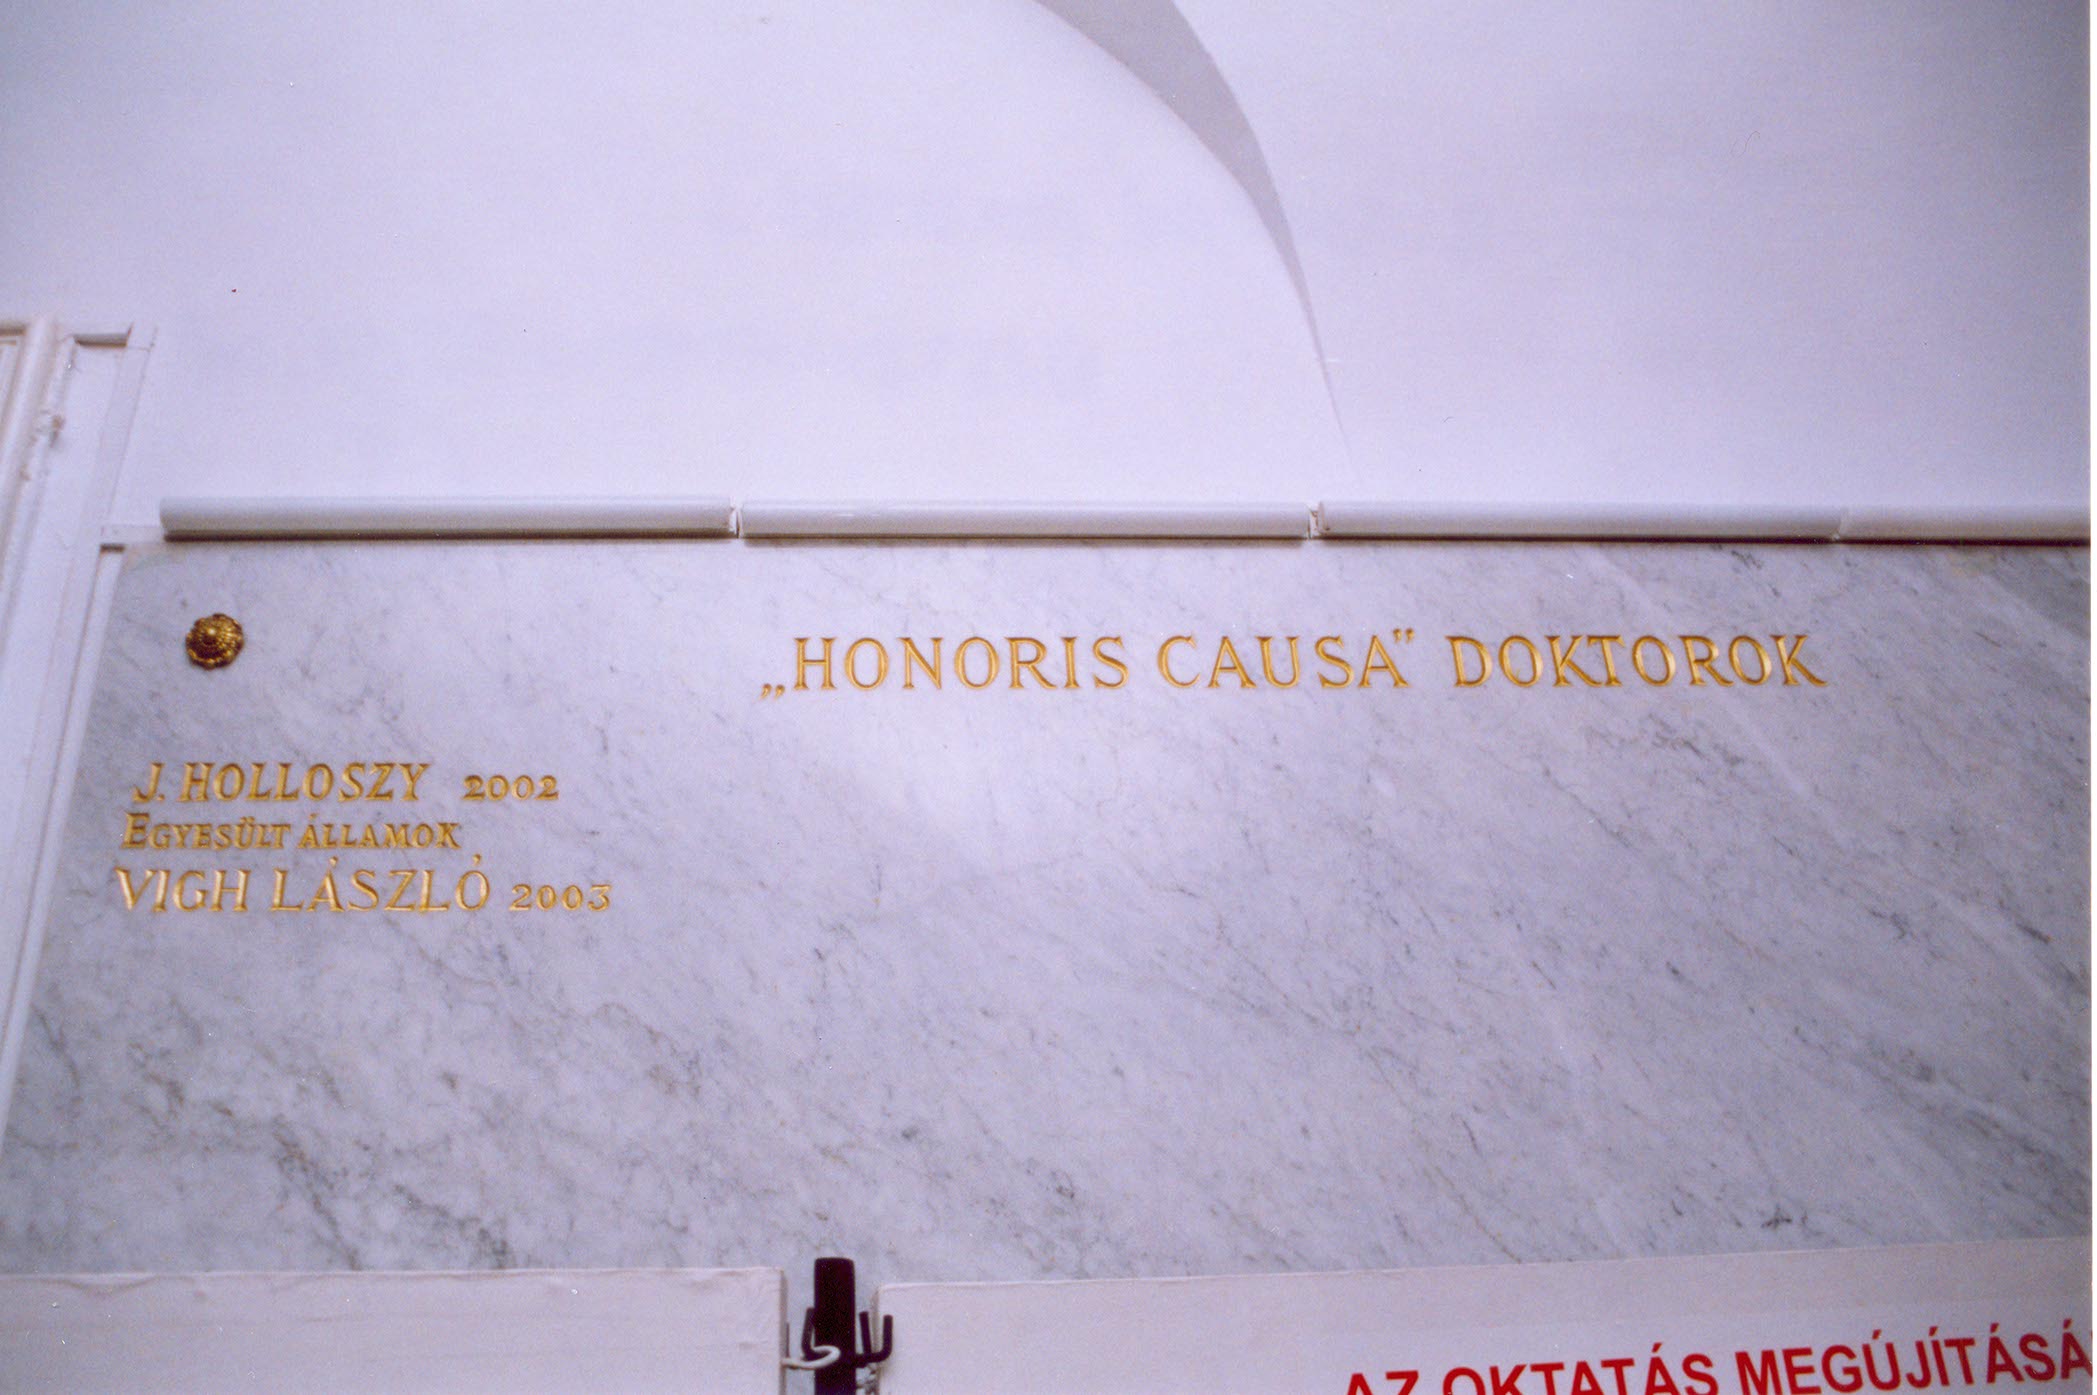 „HONORIS CAUSA” DOKTOROK
J. HOLLOSZY 2002
EGYESÜLT ÁLLAMOK
VIGH LÁSZLÓ 2003
AZ OKTATÁS MEGÚJÍTÁSÁ